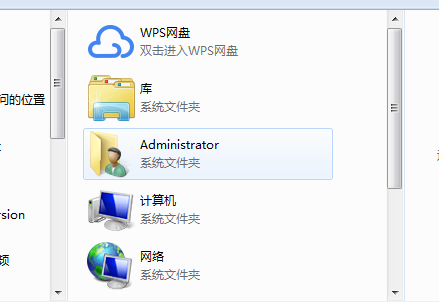 WPS网盘
双击进入WPS网盘
库
系统文件夹
问的位置
Administrator
系统文件夹
计算机
系统文件夹
rsion
网络
系统文件夹
频